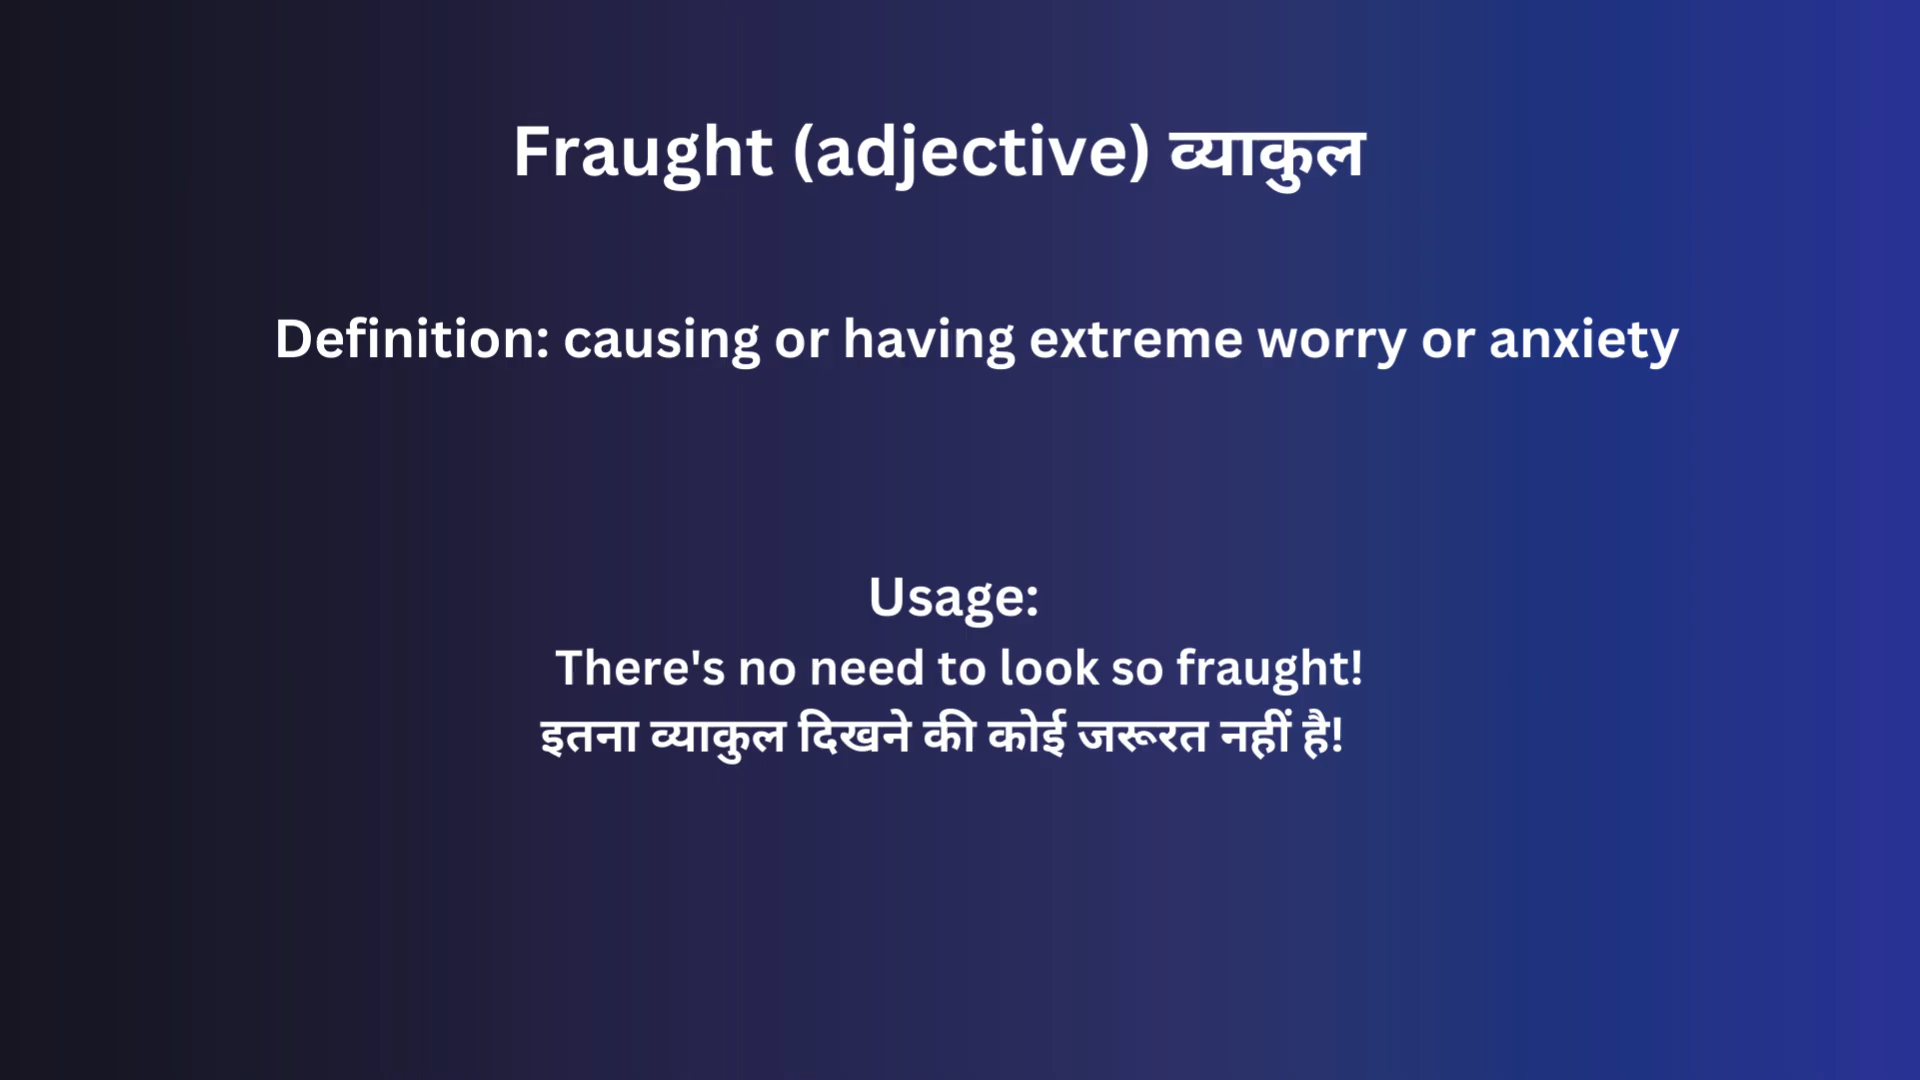 Fraught (adjective) व्याकुल
Definition: causing or having extreme worry or anxiety
Usage:
There's no need to look so fraught!
इतना व्याकुल दिखने की कोई जरूरत नहीं है!